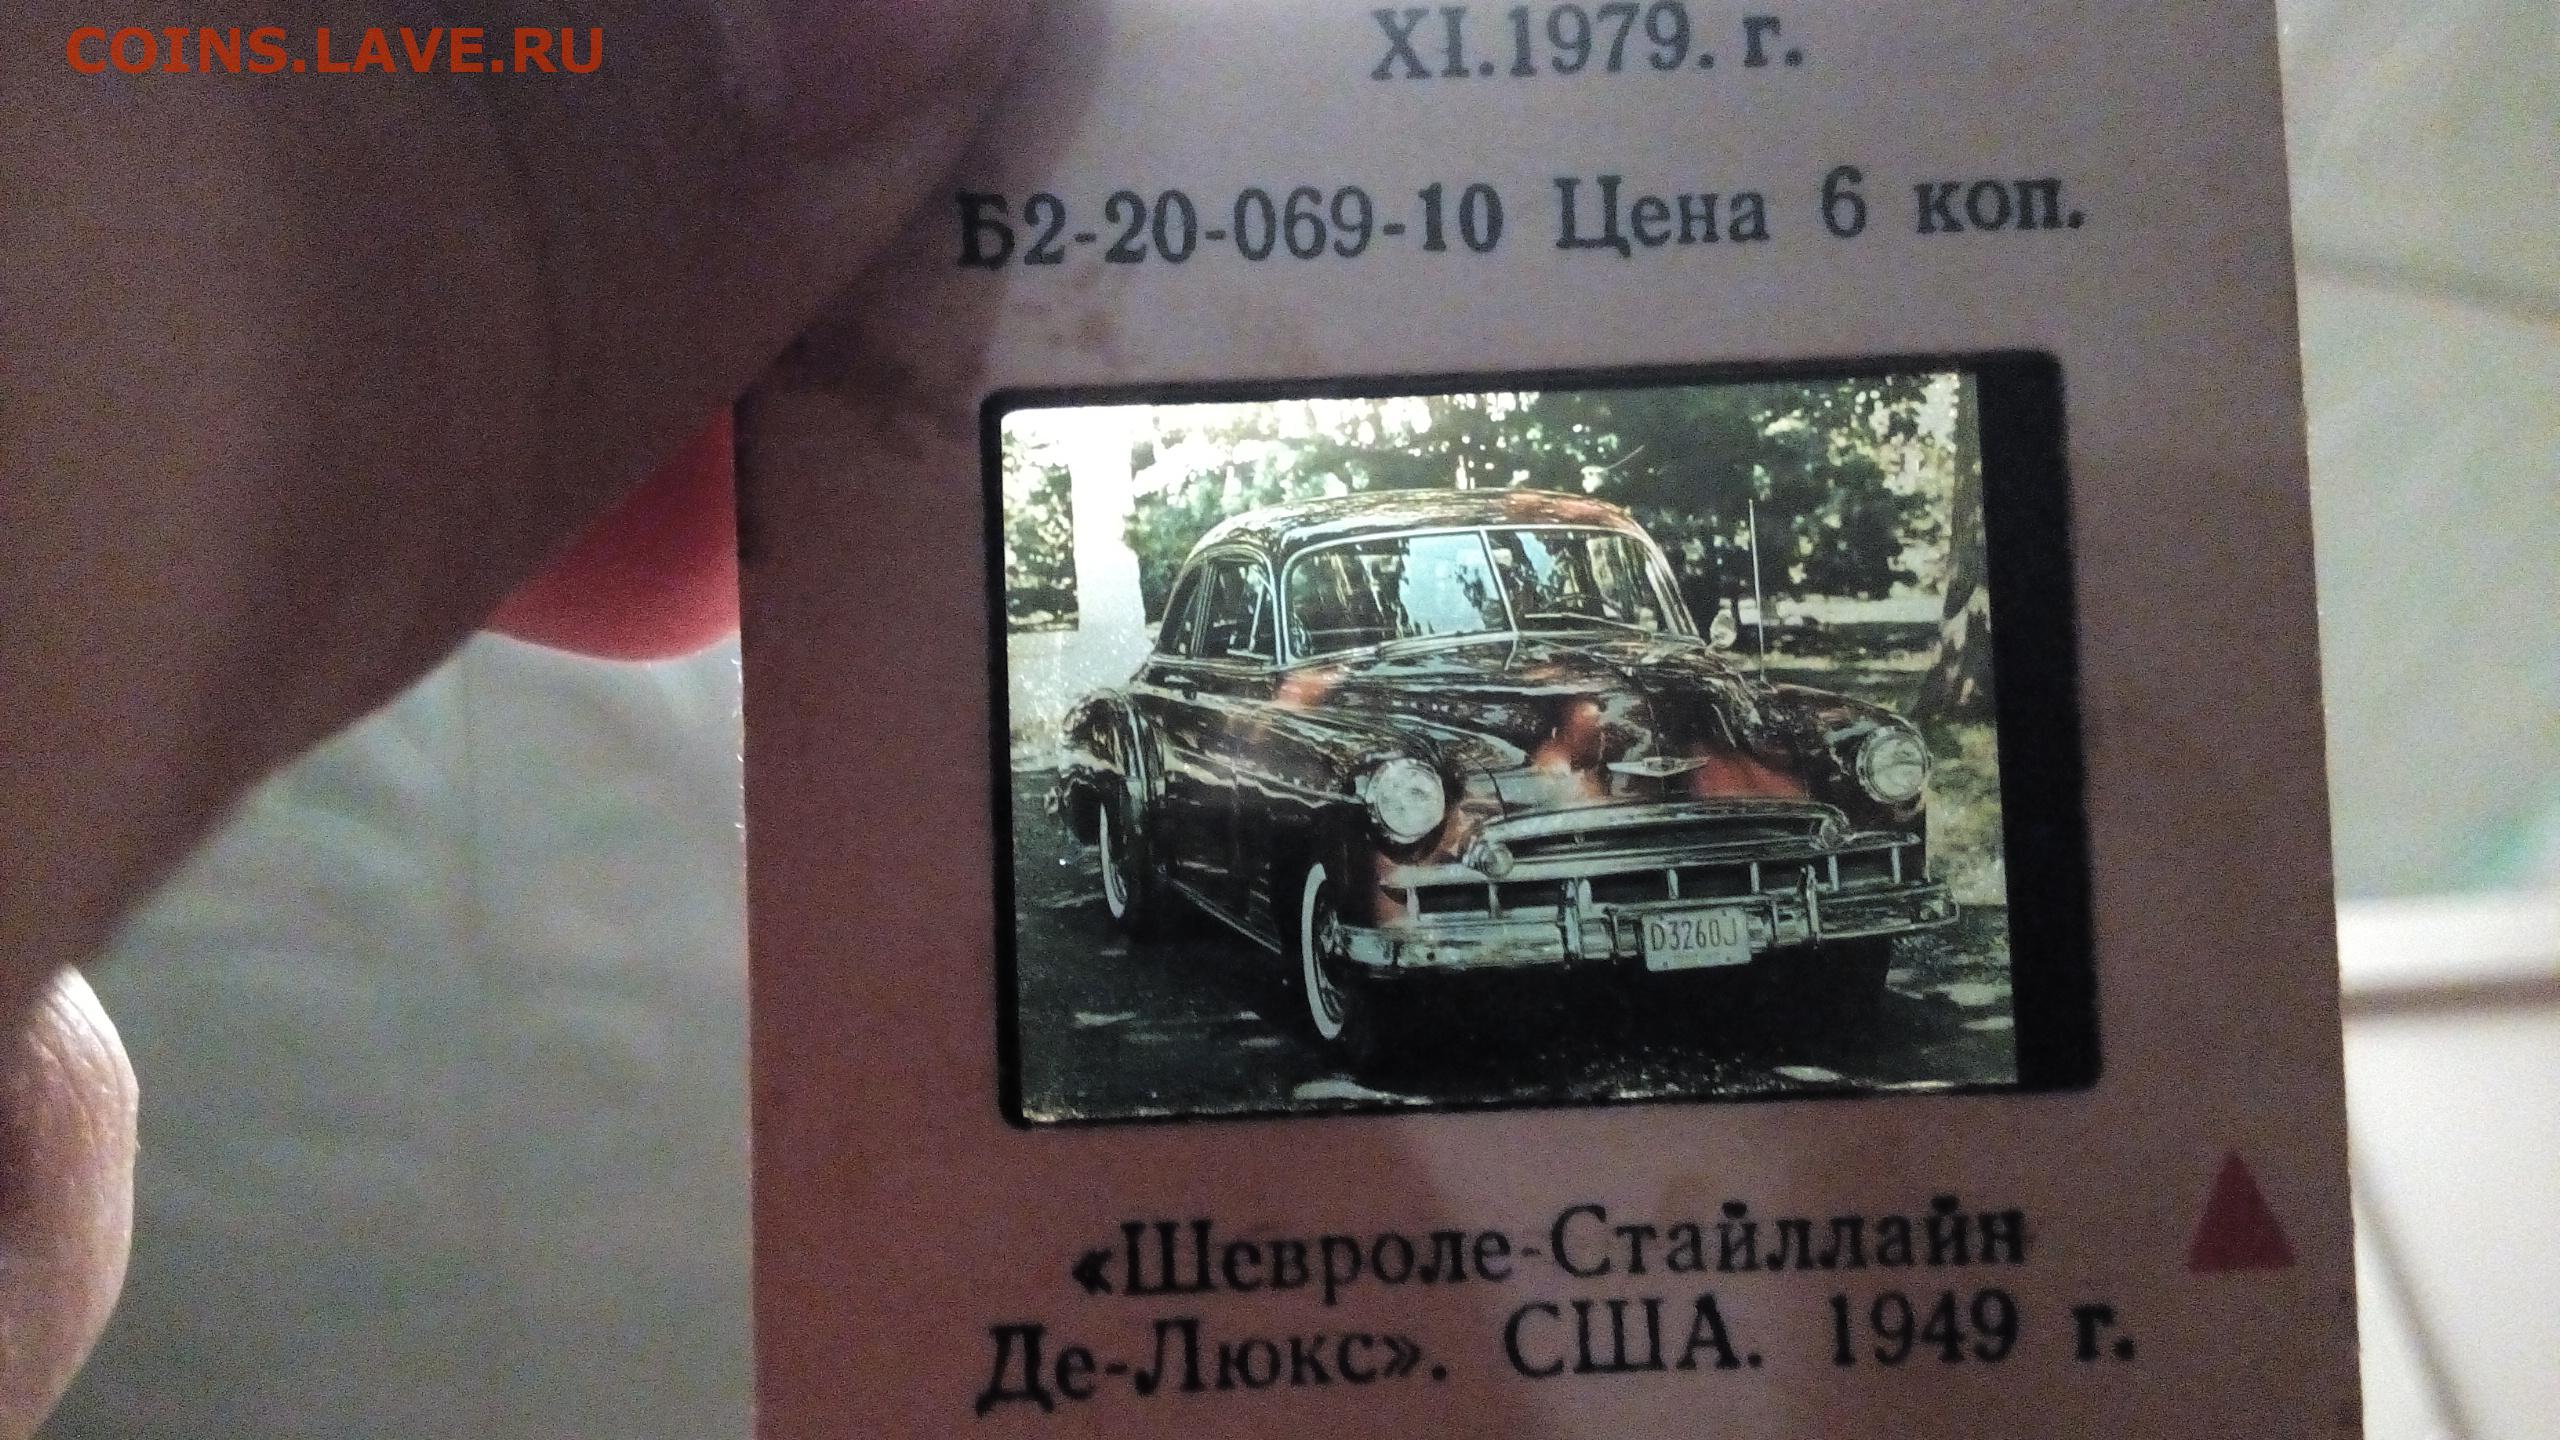 COINS.LAVE.RU
XI.1979. г.
Б2-20-069-10 Цена 6 коп.
D3260J
«Шевроле-Стайллайн
Де-Люкс». США. 1949 г.